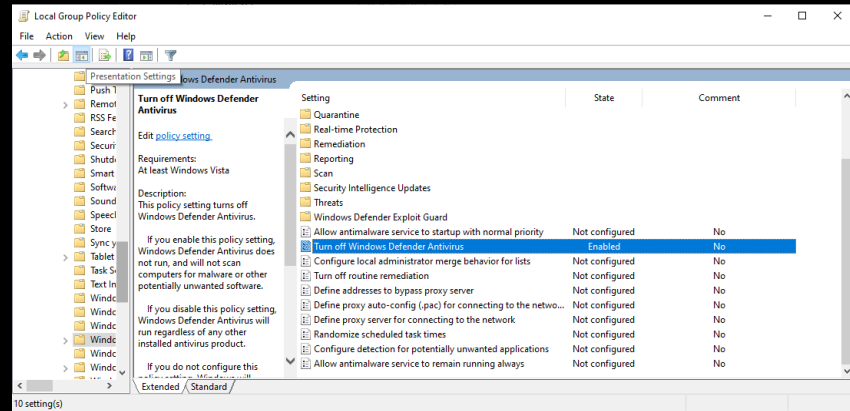 Local Group Policy Editor
File Action View Help
Presentation Settings
ows Defender Antivirus
Push T
Remot
RSS Fe
Search
Securi
Shutd
Smart
Softwa
Sound
Speecl
Store
Sync y
Tablet
Task S
Text In
Windo
Windo
Windo
Windo
Windo
Windo
Turn off Windows Defender
Antivirus
Edit policy setting
Requirements:
At least Windows Vista
Description:
This policy setting turns off
Windows Defender Antivirus.
If you enable this policy setting,
Windows Defender Antivirus does
not run, and will not scan
computers for malware or other
potentially unwanted software.
If you disable this policy setting,
Windows Defender Antivirus will
run regardless of any other
installed antivirus product.
If you do not configure this
Setting State Comment
Quarantine
Real-time Protection
Remediation
Reporting
Scan
Security Intelligence Updates
Threats
Windows Defender Exploit Guard
Allow antimalware service to startup with normal priority Not configured No
Turn off Windows Defender Antivirus Enabled No
Configure local administrator merge behavior for lists Not configured No
Turn off routine remediation Not configured No
Define addresses to bypass proxy server Not configured No
Define proxy auto-config (.pac) for connecting to the netwo... Not configured No
Define proxy server for connecting to the network Not configured No
Randomize scheduled task times Not configured No
Configure detection for potentially unwanted applications Not configured No
Allow antimalware service to remain running always Not configured No
Extended Standard
10 setting(s)